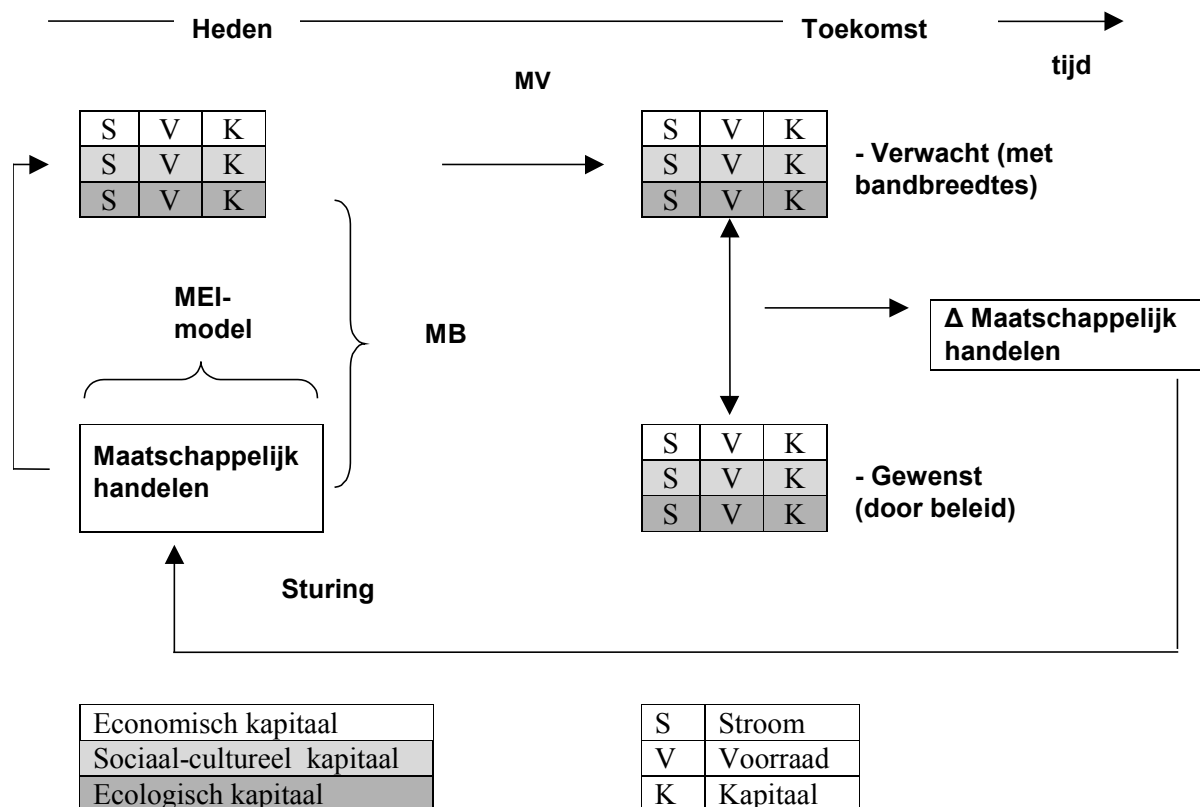 Heden
Toekomst
tijd
MV
S V K
S V K
S V K
S V K
S V K
S V K
- Verwacht (met
bandbreedtes)
MEI-
model
MB
Δ Maatschappelijk
handelen
Maatschappelijk
handelen
S V K
S V K
S V K
- Gewenst
(door beleid)
Sturing
Economisch kapitaal
Sociaal-cultureel kapitaal
Ecologisch kapitaal
S Stroom
V Voorraad
K Kapitaal